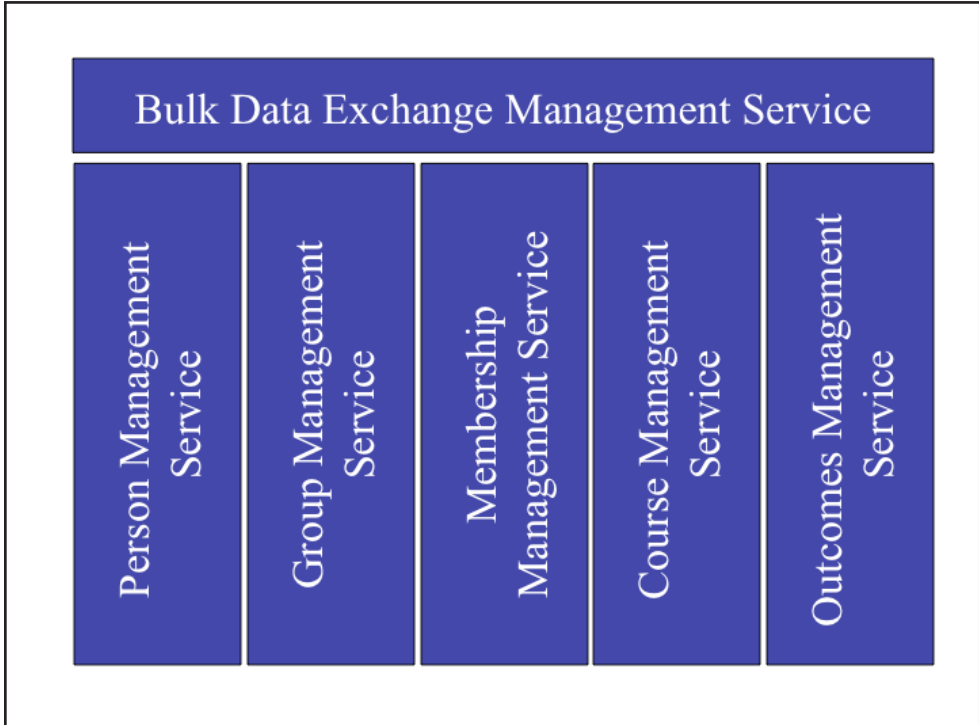 Bulk Data Exchange Management Service
Person Management
Service
Group Management
Service
Membership
Management Service
Course Management
Service
Outcomes Management
Service